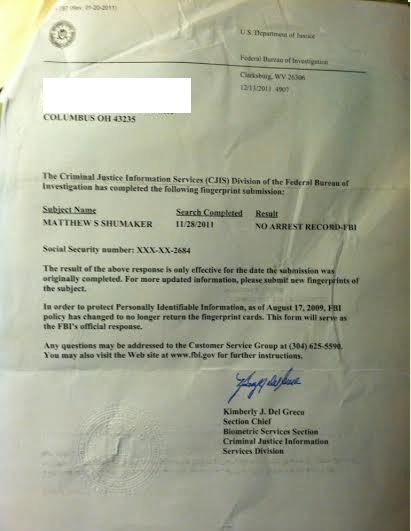 (Rev. 01-20-2011)
U.S. Department of Justice
Federal Bureau of Investigation
Clarksburg, WV 26306
12/13/2011 4907
COLUMBUS OH 43235
The Criminal Justice Information Services (CJIS) Division of the Federal Bureau of
Investigation has completed the following fingerprint submission:
Subject Name Search Completed Result
MATTHEW S SHUMAKER 11/28/2011 NO ARREST RECORD-FBI
Social Security number: XXX-XX-2684
The result of the above response is only effective for the date the submission was
originally completed. For more updated information, please submit new fingerprints of
the subject.
In order to protect Personally Identifiable Information, as of August 17, 2009, FBI
policy has changed to no longer return the fingerprint cards. This form will serve as
the FBI's official response.
Any questions may be addressed to the Customer Service Group at (304) 625-5590.
You may also visit the Web site at www.fbi.gov for further instructions.
Kimberly J. Del Greco
Section Chief
Biometric Services Section
Criminal Justice Information
Services Division